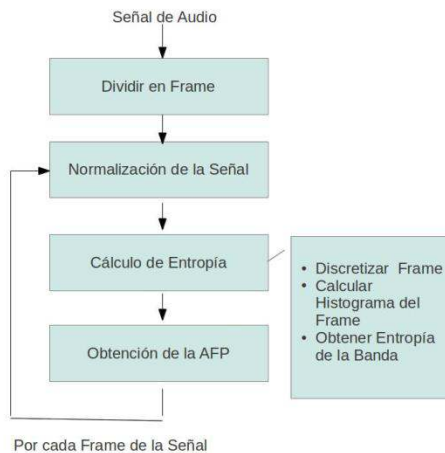 Señal de Audio
Dividir en Frame
Normalización de la Señal
Cálculo de Entropía
• Discretizar Frame
• Calcular
Histograma del
Frame
• Obtener Entropía
de la Banda
Obtención de la AFP
Por cada Frame de la Señal